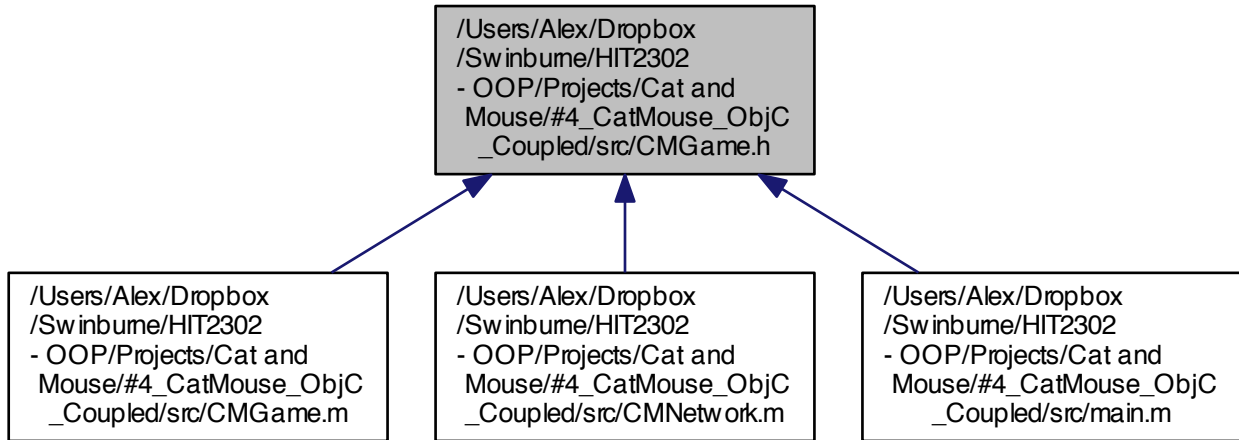 /Users/Alex/Dropbox
/Swinburne/HIT2302
- OOP/Projects/Cat and
Mouse/#4_CatMouse_ObjC
_Coupled/src/CMGame.h
/Users/Alex/Dropbox
/Swinburne/HIT2302
- OOP/Projects/Cat and
Mouse/#4_CatMouse_ObjC
_Coupled/src/CMGame.m
/Users/Alex/Dropbox
/Swinburne/HIT2302
- OOP/Projects/Cat and
Mouse/#4_CatMouse_ObjC
_Coupled/src/CMNetwork.m
/Users/Alex/Dropbox
/Swinburne/HIT2302
- OOP/Projects/Cat and
Mouse/#4_CatMouse_ObjC
_Coupled/src/main.m